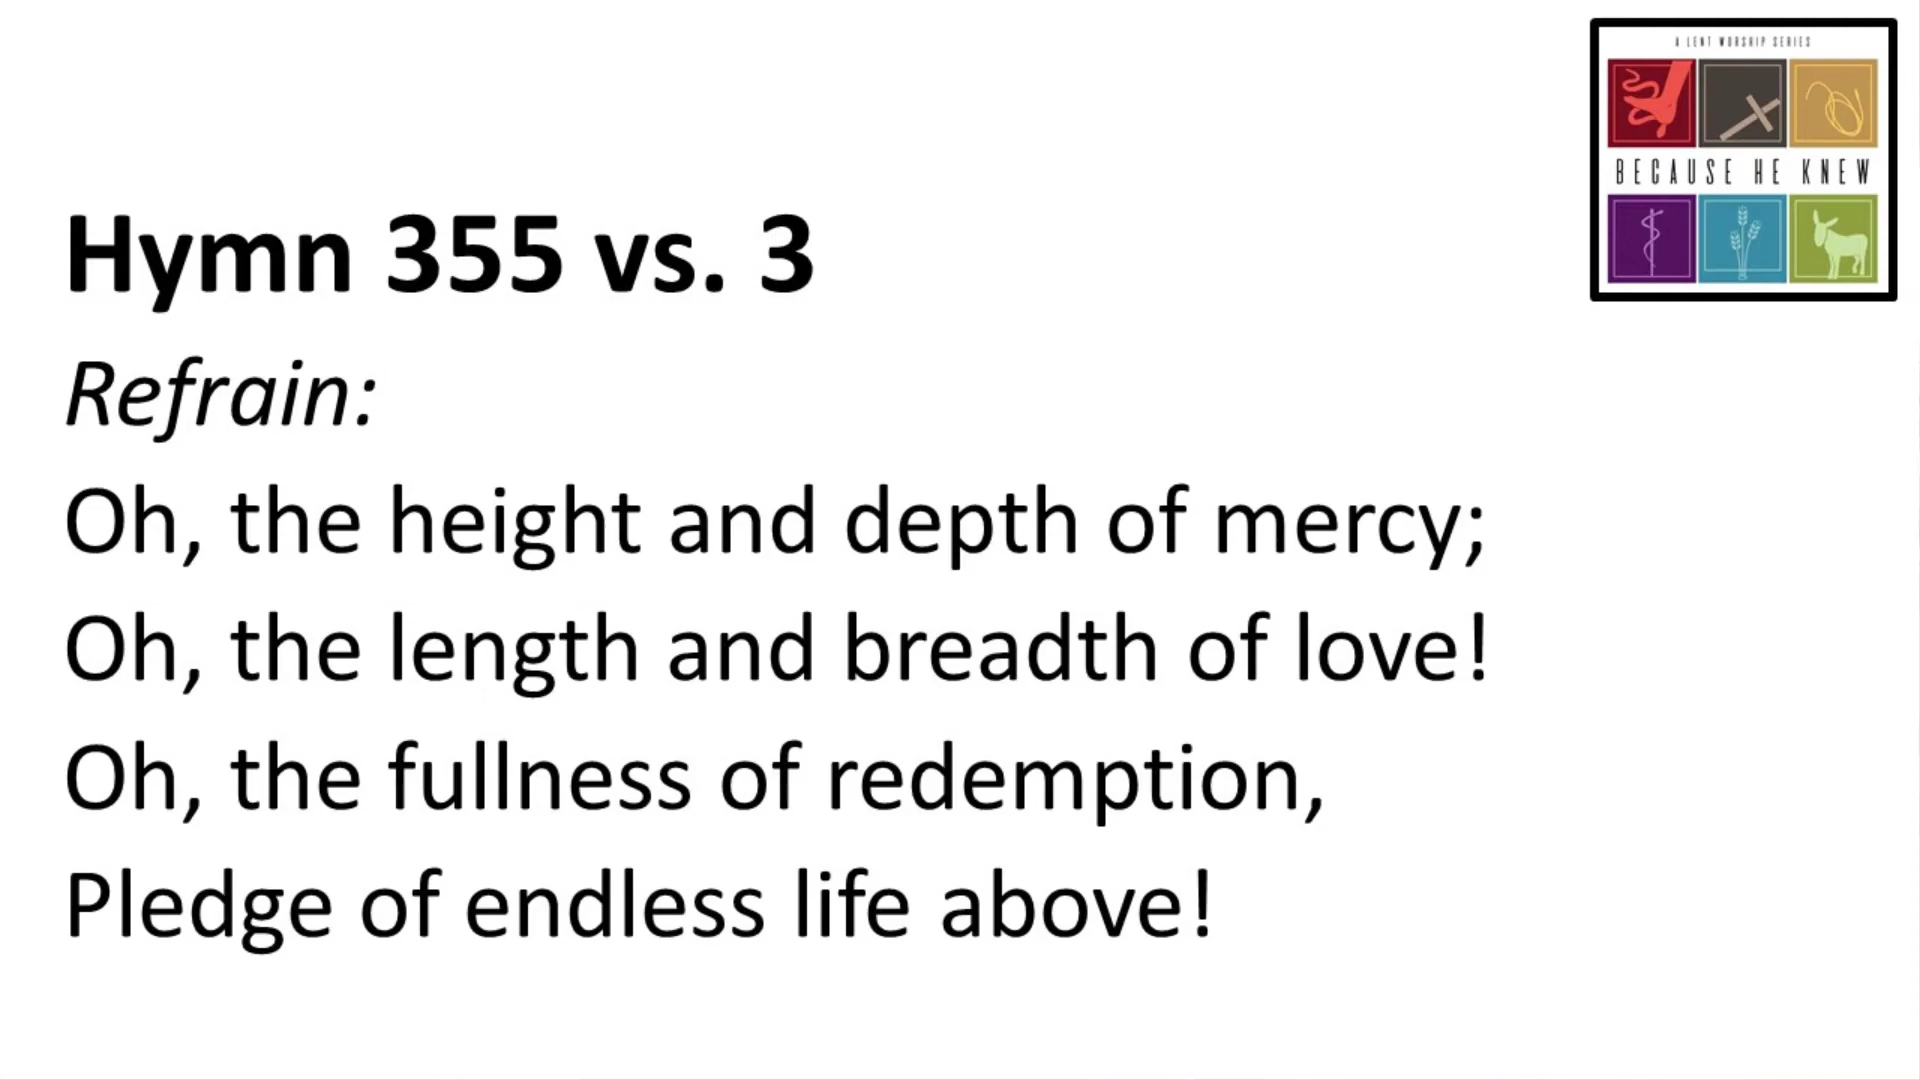 A LENT WORSHIP SERIES
BECAUSE HE KNEW
Hymn 355 vs. 3
Refrain:
Oh, the height and depth of mercy;
Oh, the length and breadth of love!
Oh, the fullness of redemption,
Pledge of endless life above!